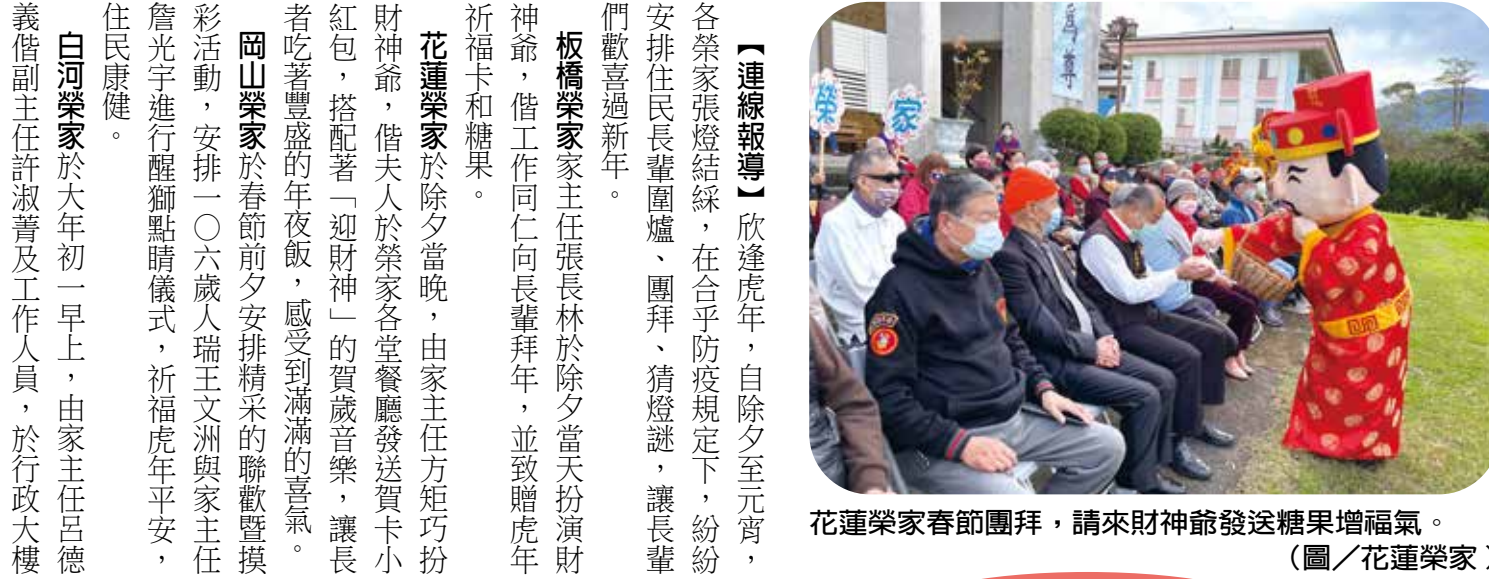 【連線報導】欣逢虎年，自除夕至元宵，
各榮家張燈結綵，在合乎防疫規定下，紛紛
安排住民長輩圍爐、團拜、猜燈謎，讓長輩
們歡喜過新年。
板橋榮家家主任張長林於除夕當天扮演財
神爺，偕工作同仁向長輩拜年，並致贈虎年
祈福卡和糖果。
花蓮榮家於除夕當晚，由家主任方矩巧扮
財神爺，偕夫人於榮家各堂餐廳發送賀卡小
紅包，搭配著「迎財神」的賀歲音樂，讓長
者吃著豐盛的年夜飯，感受到滿滿的喜氣。
岡山榮家於春節前夕安排精采的聯歡暨摸
彩活動，安排一○六歲人瑞王文洲與家主任
詹光宇進行醒獅點睛儀式，祈福虎年平安，
住民康健。
白河榮家於大年初一早上，由家主任呂德
義偕副主任許淑菁及工作人員，於行政大樓
榮
家
花蓮榮家春節團拜，請來財神爺發送糖果增福氣。
（圖／花蓮榮家）